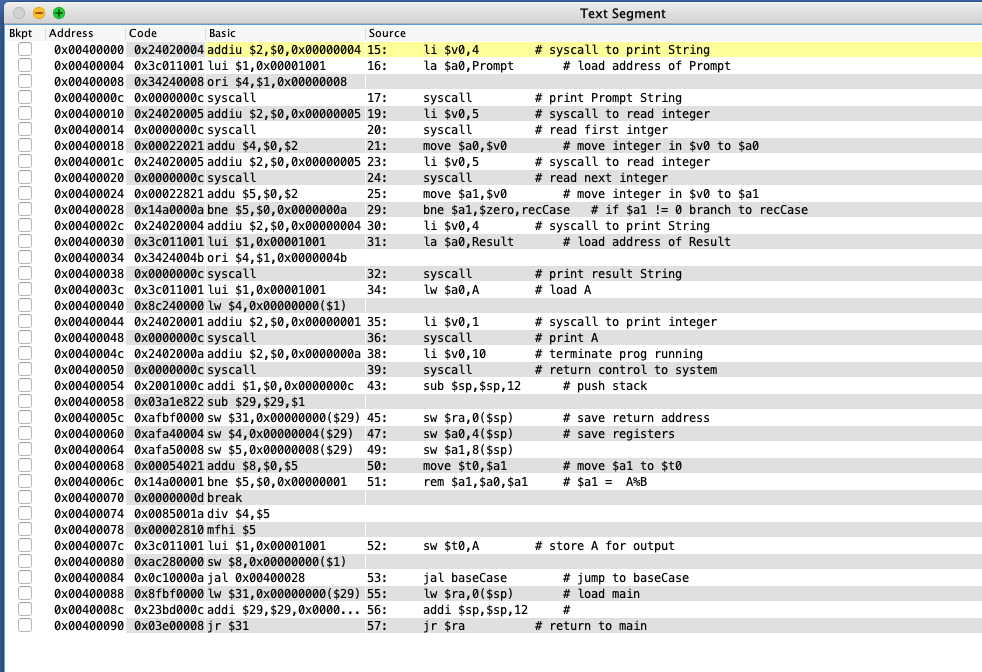 Text Segment
Bkpt Address Code Basic Source
0x00400000 0x24020004 addiu $2,$0,0x00000004 15: li $v0,4 # syscall to print String
0x00400004 0x3c011001 lui $1,0x00001001 16: la $a0,Prompt # load address of Prompt
0x00400008 0x34240008 ori $4,$1,0x00000008
0x0040000c 0x0000000c syscall 17: syscall # print Prompt String
0x00400010 0x24020005 addiu $2,$0,0x00000005 19: li $v0,5 # syscall to read integer
0x00400014 0x0000000c syscall 20: syscall # read first intger
0x00400018 0x00022021 addu $4,$0,$2 21: move $a0,$v0 # move integer in $v0 to $a0
0x0040001c 0x24020005 addiu $2,$0,0x00000005 23: li $v0,5 # syscall to read integer
0x00400020 0x0000000c syscall 24: syscall # read next integer
0x00400024 0x00022821 addu $5,$0,$2 25: move $a1,$v0 # move integer in $v0 to $a1
0x00400028 0x14a0000a bne $5,$0,0x0000000a 29: bne $a1,$zero,recCase # if $a1 != 0 branch to recCase
0x0040002c 0x24020004 addiu $2,$0,0x00000004 30: li $v0,4 # syscall to print String
0x00400030 0x3c011001 lui $1,0x00001001 31: la $a0,Result # load address of Result
0x00400034 0x3424004b ori $4,$1,0x0000004b
0x00400038 0x0000000c syscall 32: syscall # print result String
0x0040003c 0x3c011001 lui $1,0x00001001 34: lw $a0,A # load A
0x00400040 0x8c240000 lw $4,0x00000000($1)
0x00400044 0x24020001 addiu $2,$0,0x00000001 35: li $v0,1 # syscall to print integer
0x00400048 0x0000000c syscall 36: syscall # print A
0x0040004c 0x2402000a addiu $2,$0,0x0000000a 38: li $v0,10 # terminate prog running
0x00400050 0x0000000c syscall 39: syscall # return control to system
0x00400054 0x2001000c addi $1,$0,0x0000000c 43: sub $sp,$sp,12 # push stack
0x00400058 0x03a1e822 sub $29,$29,$1
0x0040005c 0xafbf0000 sw $31,0x00000000($29) 45: sw $ra,0($sp) # save return address
0x00400060 0xafa40004 sw $4,0x00000004($29) 47: sw $a0,4($sp) # save registers
0x00400064 0xafa50008 sw $5,0x00000008($29) 49: sw $a1,8($sp)
0x00400068 0x00054021 addu $8,$0,$5 50: move $t0,$a1 # move $a1 to $t0
0x0040006c 0x14a00001 bne $5,$0,0x00000001 51: rem $a1,$a0,$a1 # $a1 = A%B
0x00400070 0x0000000d break
0x00400074 0x0085001a div $4,$5
0x00400078 0x00002810 mfhi $5
0x0040007c 0x3c011001 lui $1,0x00001001 52: sw $t0,A # store A for output
0x00400080 0xac280000 sw $8,0x00000000($1)
0x00400084 0x0c10000a jal 0x00400028 53: jal baseCase # jump to baseCase
0x00400088 0x8fbf0000 lw $31,0x00000000($29) 55: lw $ra,0($sp) # load main
0x0040008c 0x23bd000c addi $29,$29,0x0000... 56: addi $sp,$sp,12 #
0x00400090 0x03e00008 jr $31 57: jr $ra # return to main